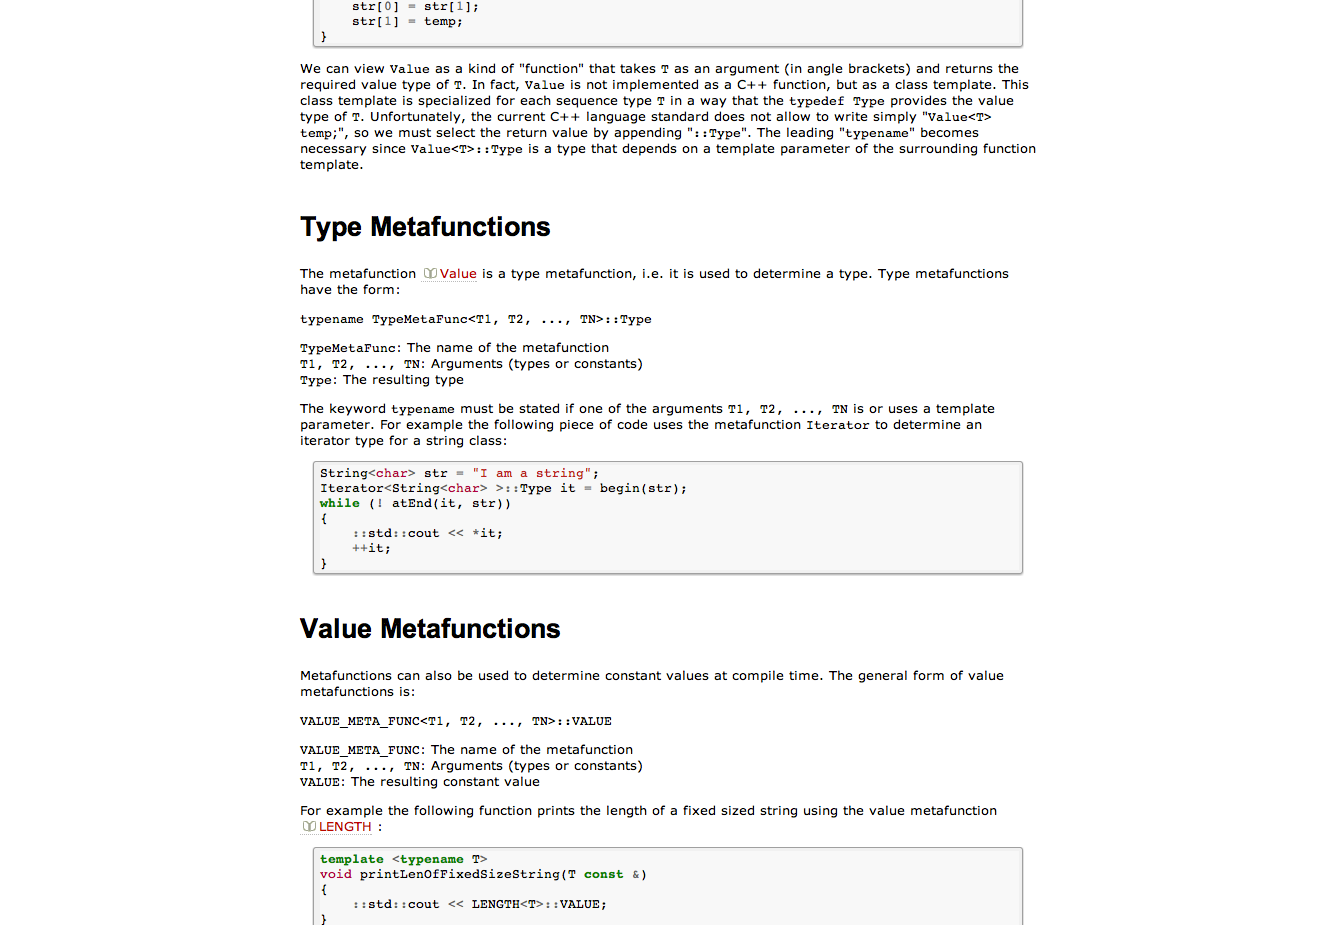 str[0] = str[1];
    str[1] = temp;
}
We can view Value as a kind of "function" that takes T as an argument (in angle brackets) and returns the
required value type of T. In fact, Value is not implemented as a C++ function, but as a class template. This
class template is specialized for each sequence type T in a way that the typedef Type provides the value
type of T. Unfortunately, the current C++ language standard does not allow to write simply "Value<T>
temp;", so we must select the return value by appending "::Type". The leading "typename" becomes
necessary since Value<T>::Type is a type that depends on a template parameter of the surrounding function
template.
Type Metafunctions
The metafunction Value is a type metafunction, i.e. it is used to determine a type. Type metafunctions
have the form:
typename TypeMetaFunc<T1, T2, ..., TN>::Type
TypeMetaFunc: The name of the metafunction
T1, T2, ..., TN: Arguments (types or constants)
Type: The resulting type
The keyword typename must be stated if one of the arguments T1, T2, ..., TN is or uses a template
parameter. For example the following piece of code uses the metafunction Iterator to determine an
iterator type for a string class:
String<char> str = "I am a string";
Iterator<String<char> >::Type it = begin(str);
while (! atEnd(it, str))
{
    ::std::cout << *it;
    ++it;
}
Value Metafunctions
Metafunctions can also be used to determine constant values at compile time. The general form of value
metafunctions is:
VALUE_META_FUNC<T1, T2, ..., TN>::VALUE
VALUE_META_FUNC: The name of the metafunction
T1, T2, ..., TN: Arguments (types or constants)
VALUE: The resulting constant value
For example the following function prints the length of a fixed sized string using the value metafunction
LENGTH :
template <typename T>
void printLenOfFixedSizeString(T const &)
{
    ::std::cout << LENGTH<T>::VALUE;
}